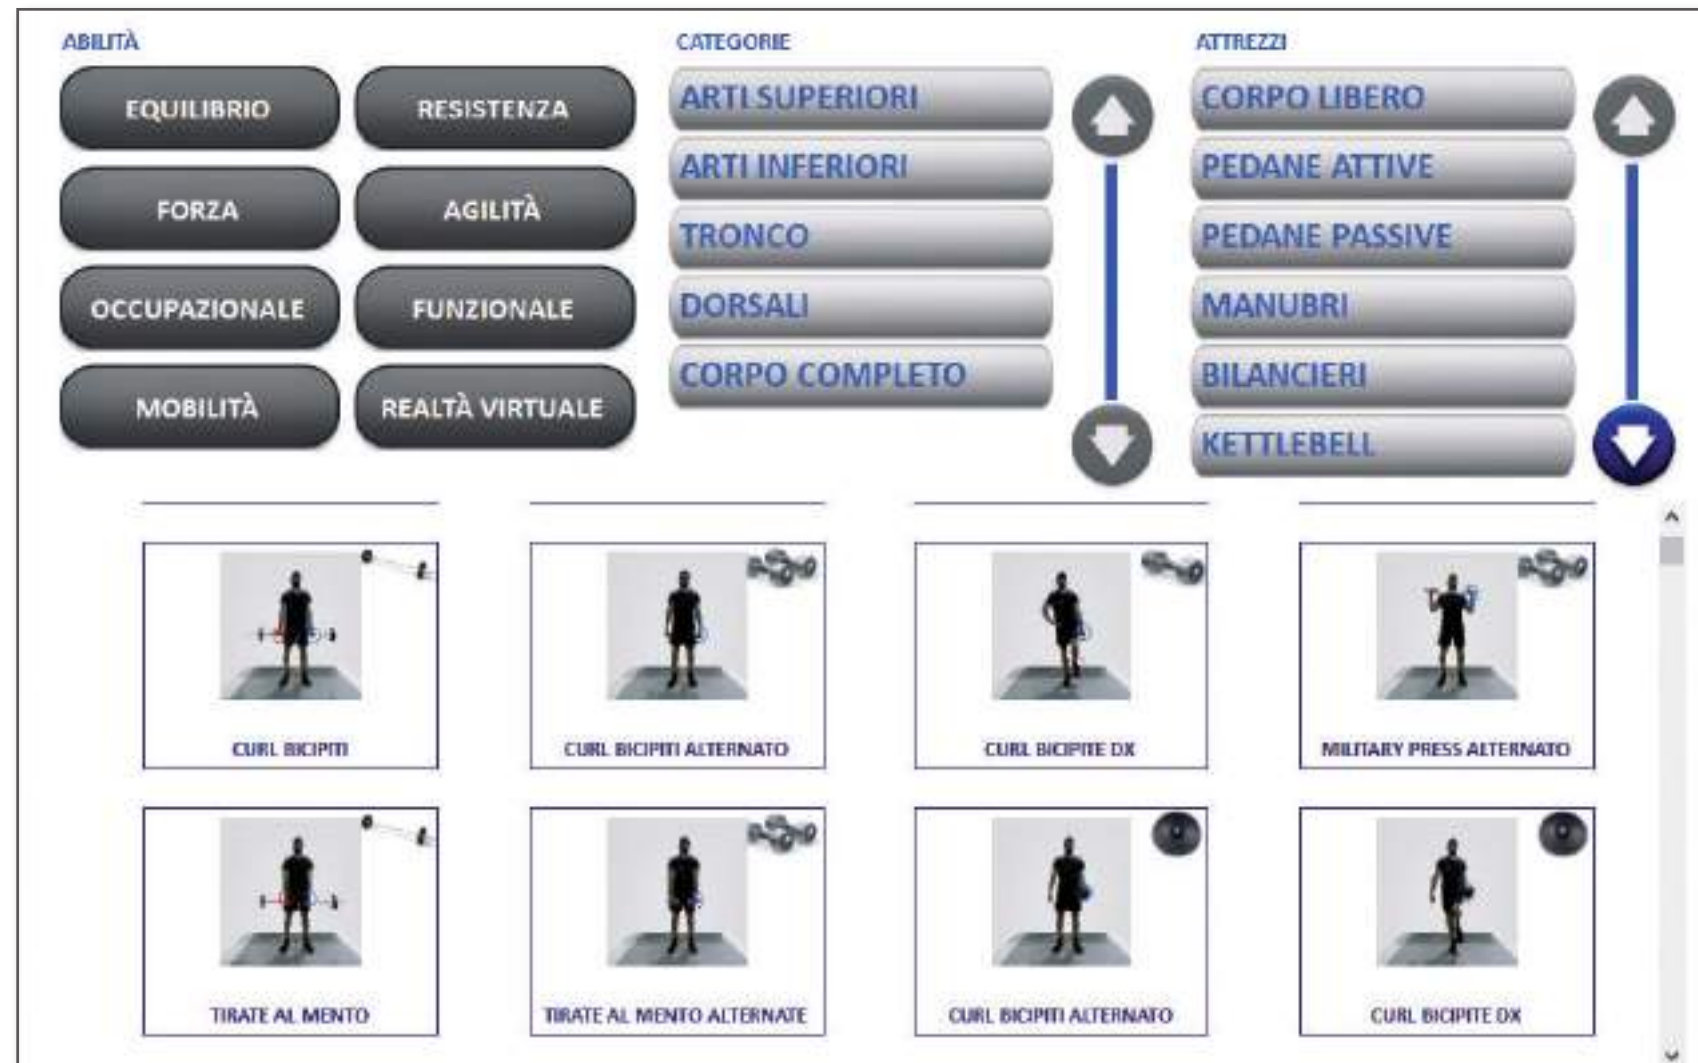 ABILITÀ
EQUILIBRIO
RESISTENZA
FORZA
AGILITÀ
OCCUPAZIONALE
FUNZIONALE
MOBILITÀ
REALTÀ VIRTUALE
CATEGORIE
ARTI SUPERIORI
ARTI INFERIORI
TRONCO
DORSALI
CORPO COMPLETO
ATTREZZI
CORPO LIBERO
PEDANE ATTIVE
PEDANE PASSIVE
MANUBRI
BILANCIERI
KETTLEBELL
CURL BICIPITI
CURL BICIPITI ALTERNATO
CURL BICIPITE DX
MILITARY PRESS ALTERNATO
TIRATE AL MENTO
TIRATE AL MENTO ALTERNATE
CURL BICIPITI ALTERNATO
CURL BICIPITE DX